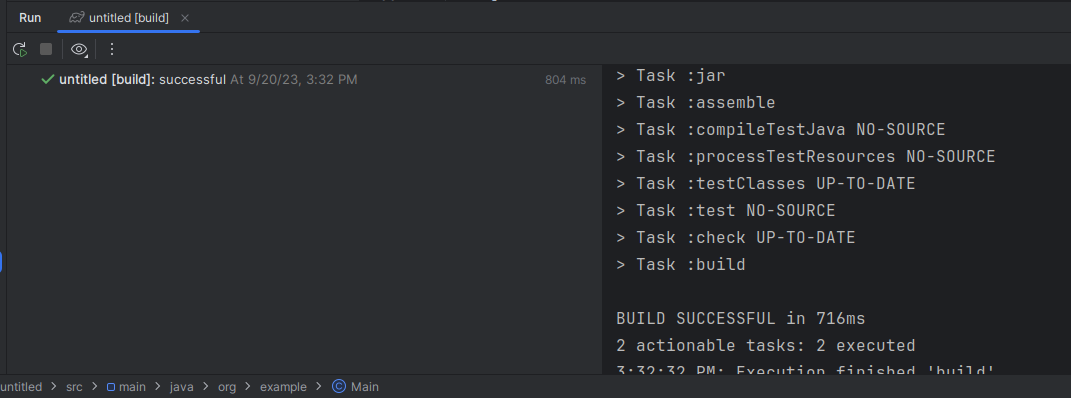 Run untitled [build]
untitled [build]: successful At 9/20/23, 3:32 PM 804 ms
> Task :jar
> Task :assemble
> Task :compileTestJava NO-SOURCE
> Task :processTestResources NO-SOURCE
> Task :testClasses UP-TO-DATE
> Task :test NO-SOURCE
> Task :check UP-TO-DATE
> Task :build
BUILD SUCCESSFUL in 716ms
2 actionable tasks: 2 executed
3:32:32 PM: Execution finished 'build'
untitled > src > main > java > org > example > Main